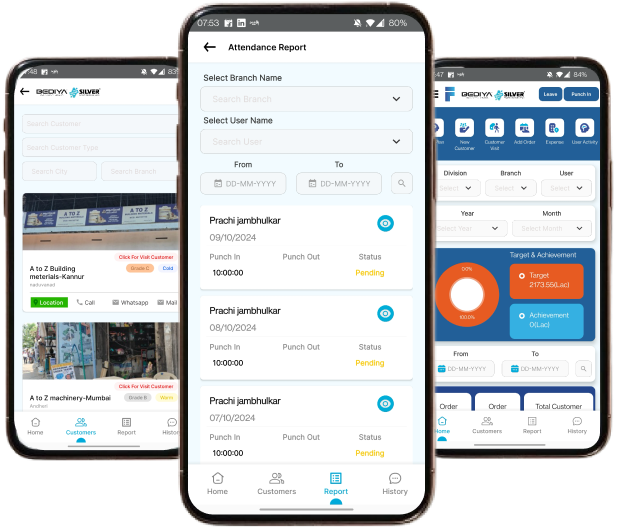 :48
83
BEDIYA SILVER
Search Customer
Search Customer Type
Search City
Search Branch
A TO Z
A TO Z
Click For Visit Customer
A to Z Building
meterials-Kannur
Grade C
Cold
naduvanad
Location
Call
Whatsapp
Mail
Click For Visit Customer
A to Z machinery-Mumbai
Grade B
Warm
Andheri
Home
Customers
Report
History
07:53
80%
Attendance Report
Select Branch Name
Search Branch
Select User Name
Search User
From
To
DD-MM-YYYY
DD-MM-YYYY
Prachi jambhulkar
09/10/2024
Punch In
Punch Out
Status
10:00:00
Pending
Prachi jambhulkar
08/10/2024
Punch In
Punch Out
Status
10:00:00
Pending
Prachi jambhulkar
07/10/2024
Punch In
Punch Out
Status
10:00:00
Pending
Home
Customers
Report
History
:47
84%
BEDIYA SILVER
Leave
Punch In
New
Customer
Customer
Visit
Add Order
Expense
User Activity
Division
Branch
User
Select
Select
Select
Year
Month
Select Year
Select Month
Target & Achievement
0.0%
100.0%
Target
2173.55(Lac)
Achievement
0(Lac)
From
To
DD-MM-YYYY
DD-MM-YYYY
Order
Order
Total Customer
Home
Customers
Report
History